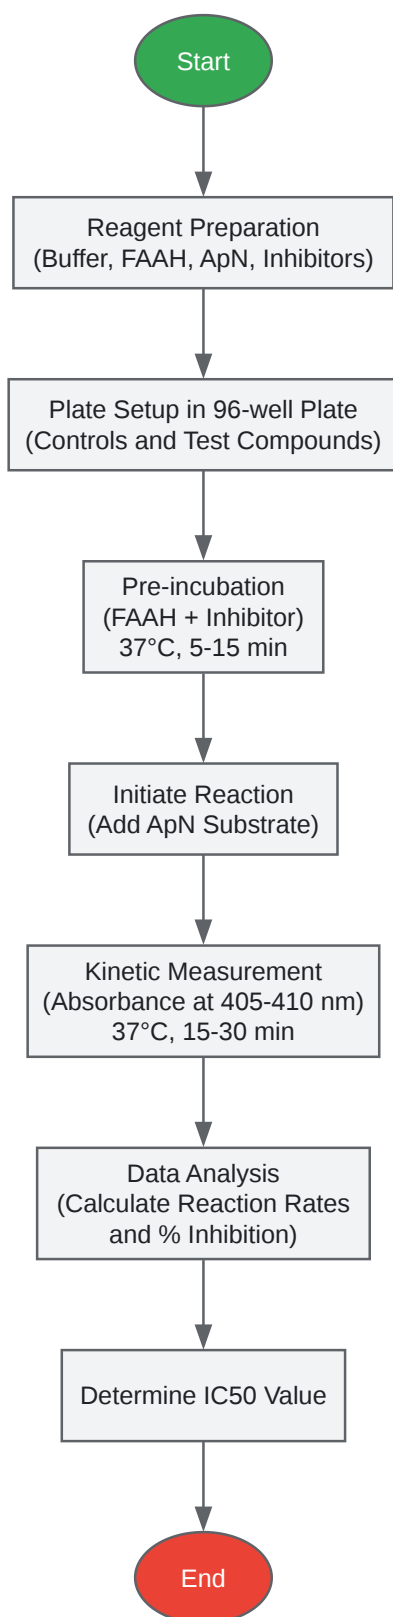 Start
Reagent Preparation
(Buffer, FAAH, ApN, Inhibitors)
Plate Setup in 96-well Plate
(Controls and Test Compounds)
Pre-incubation
(FAAH + Inhibitor)
37°C, 5-15 min
Initiate Reaction
(Add ApN Substrate)
Kinetic Measurement
(Absorbance at 405-410 nm)
37°C, 15-30 min
Data Analysis
(Calculate Reaction Rates
and % Inhibition)
Determine IC50 Value
End